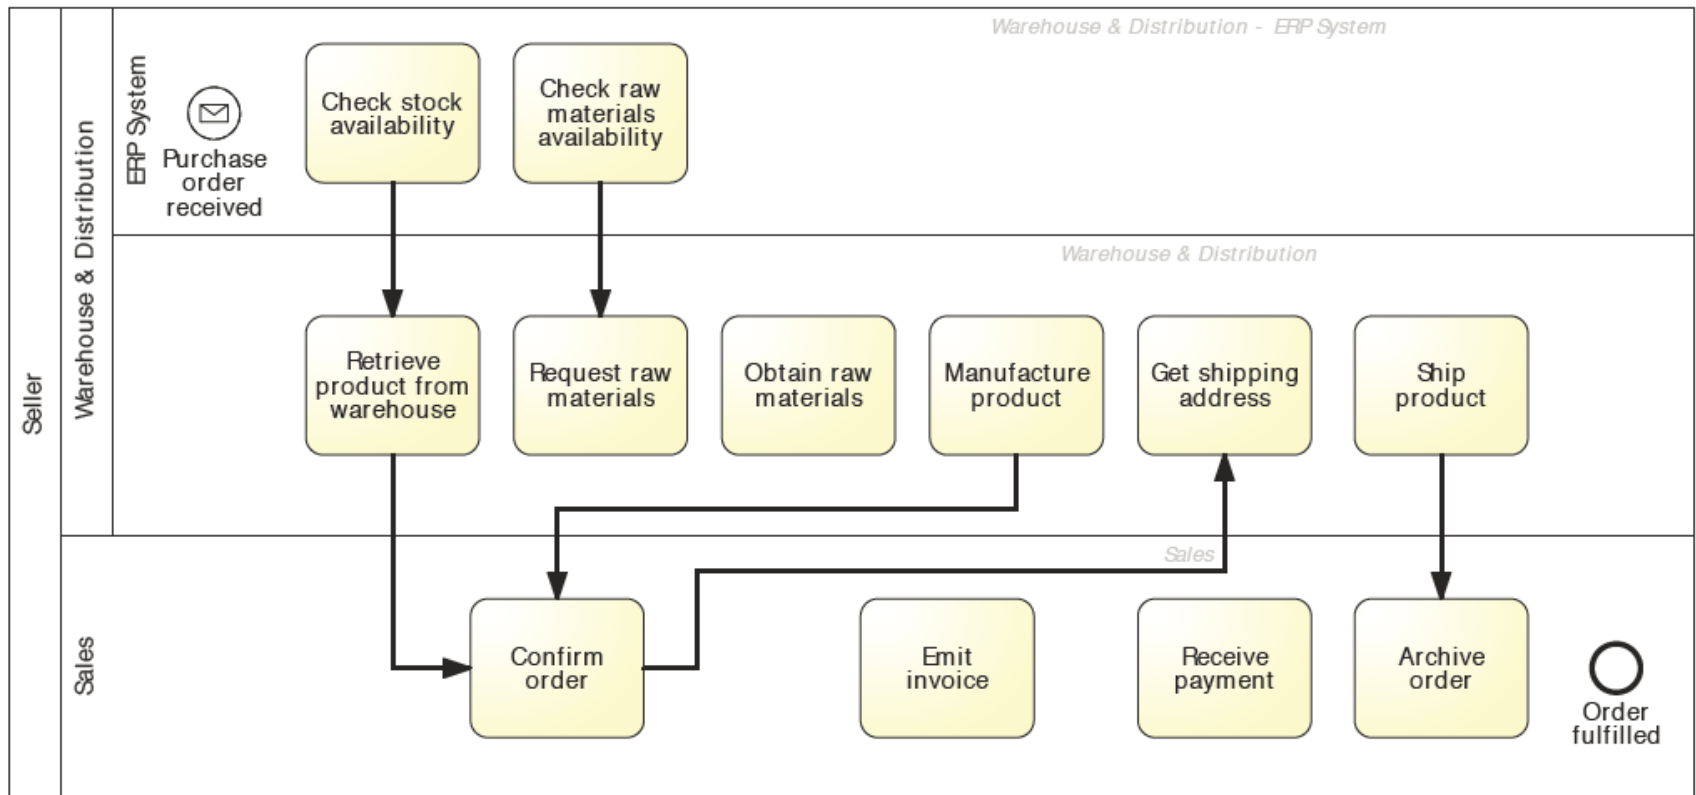 Warehouse & Distribution - ERP System
Seller
Warehouse & Distribution
ERP System
Purchase
order
received
Check stock
availability
Check raw
materials
availability
Warehouse & Distribution
Retrieve
product from
warehouse
Request raw
materials
Obtain raw
materials
Manufacture
product
Get shipping
address
Ship
product
Sales
Sales
Confirm
order
Emit
invoice
Receive
payment
Archive
order
Order
fulfilled